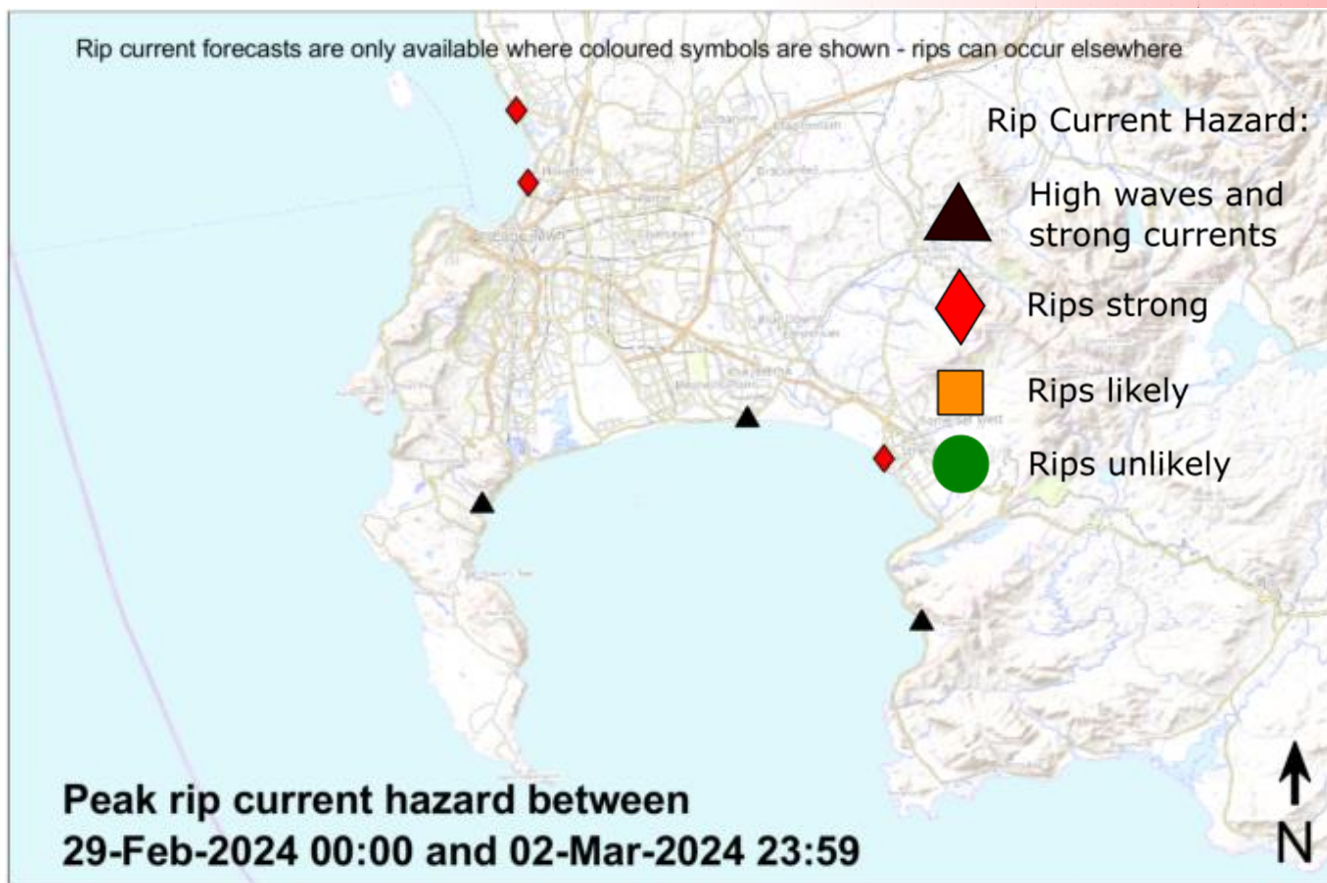 Rip current forecasts are only available where coloured symbols are shown - rips can occur elsewhere
Rip Current Hazard:
High waves and
strong currents
Rips strong
Rips likely
Rips unlikely
Cape Town
Peak rip current hazard between
29-Feb-2024 00:00 and 02-Mar-2024 23:59
N